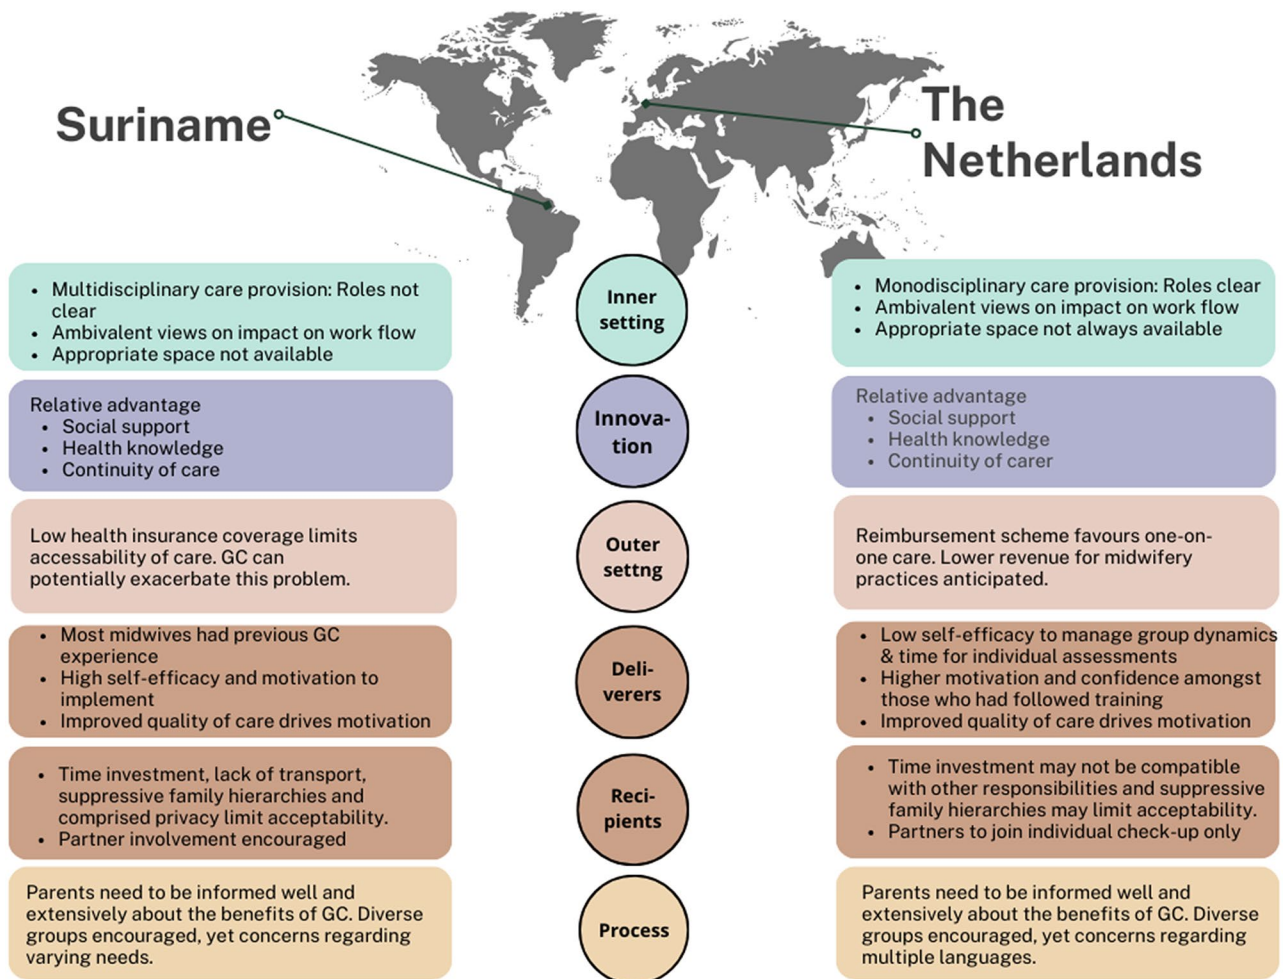 Suriname
The
Netherlands
Inner
setting
• Multidisciplinary care provision: Roles not
clear
• Ambivalent views on impact on work flow
• Appropriate space not available
• Monodisciplinary care provision: Roles clear
• Ambivalent views on impact on work flow
• Appropriate space not always available
Innova-
tion
Relative advantage
• Social support
• Health knowledge
• Continuity of care
Relative advantage
• Social support
• Health knowledge
• Continuity of carer
Outer
settng
Low health insurance coverage limits
accessability of care. GC can
potentially exacerbate this problem.
Reimbursement scheme favours one-on-
one care. Lower revenue for midwifery
practices anticipated.
Deli-
verers
• Most midwives had previous GC
experience
• High self-efficacy and motivation to
implement
• Improved quality of care drives motivation
• Low self-efficacy to manage group dynamics
& time for individual assessments
• Higher motivation and confidence amongst
those who had followed training
• Improved quality of care drives motivation
Reci-
pients
• Time investment, lack of transport,
suppressive family hierarchies and
comprised privacy limit acceptability.
• Partner involvement encouraged
• Time investment may not be compatible
with other responsibilities and suppressive
family hierarchies may limit acceptability.
• Partners to join individual check-up only
Process
Parents need to be informed well and
extensively about the benefits of GC. Diverse
groups encouraged, yet concerns regarding
varying needs.
Parents need to be informed well and
extensively about the benefits of GC. Diverse
groups encouraged, yet concerns regarding
multiple languages.